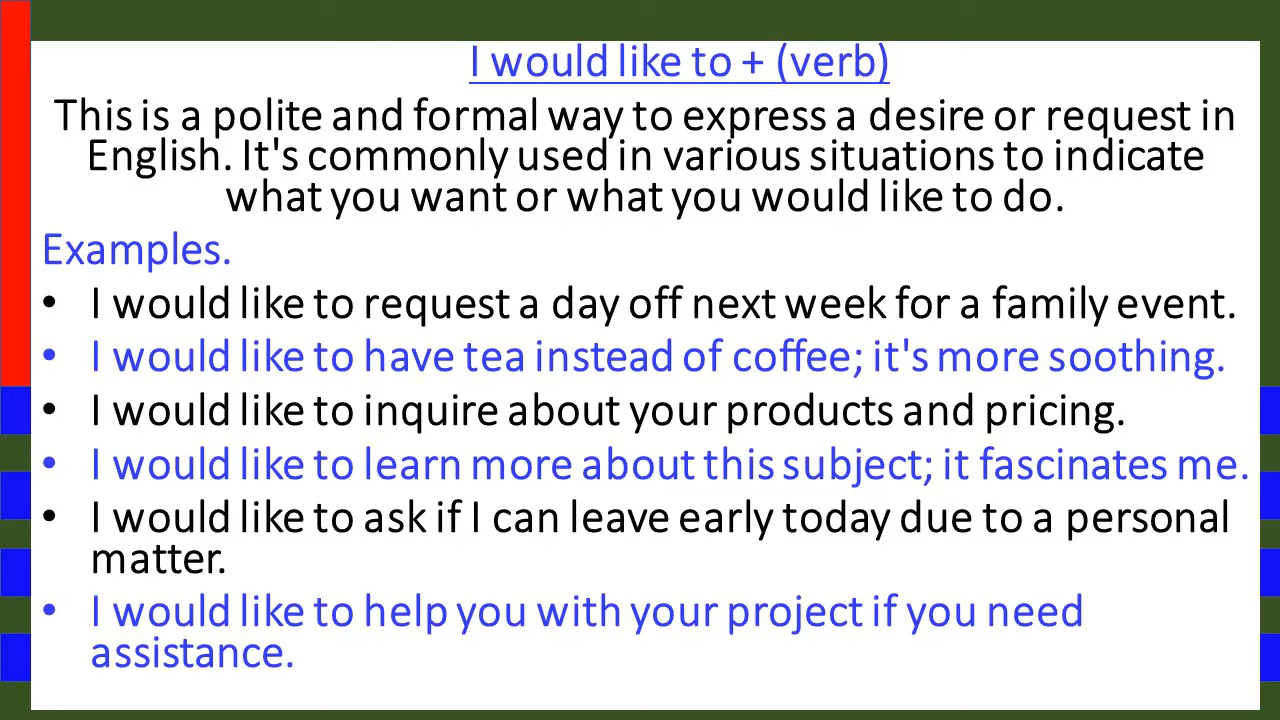 I would like to + (verb)
This is a polite and formal way to express a desire or request in
English. It's commonly used in various situations to indicate
what you want or what you would like to do.
Examples.
• I would like to request a day off next week for a family event.
• I would like to have tea instead of coffee; it's more soothing.
• I would like to inquire about your products and pricing.
• I would like to learn more about this subject; it fascinates me.
• I would like to ask if I can leave early today due to a personal
matter.
• I would like to help you with your project if you need
assistance.